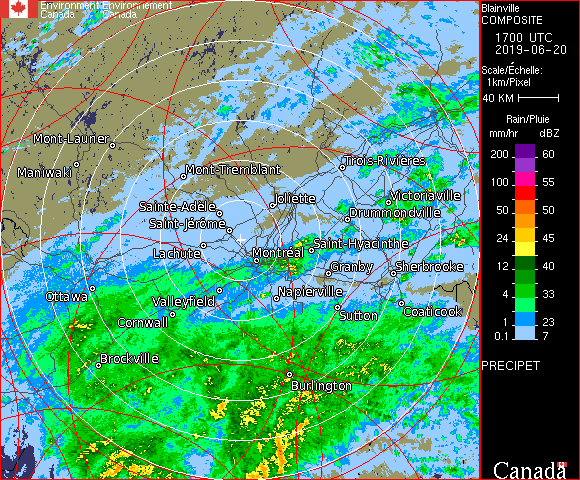 Environment Environnement
Canada Canada
Blainville
COMPOSITE
1700 UTC
2019-06-20
Scale/Échelle:
1km/Pixel
40 KM
Rain/Pluie
mm/hr dBZ
200 60
100 55
50 50
24 45
12 40
4 33
1 23
0.1 7
PRECIPET
Mont-Laurier
Maniwaki
Mont-Tremblant
Trois-Rivières
Sainte-Adèle
Joliette
Victoriaville
Saint-Jérôme
Drummondville
Lachute
Montréal
Saint-Hyacinthe
Granby
Sherbrooke
Ottawa
Valleyfield
Napierville
Cornwall
Sutton
Coaticook
Brockville
Burlington
Canada